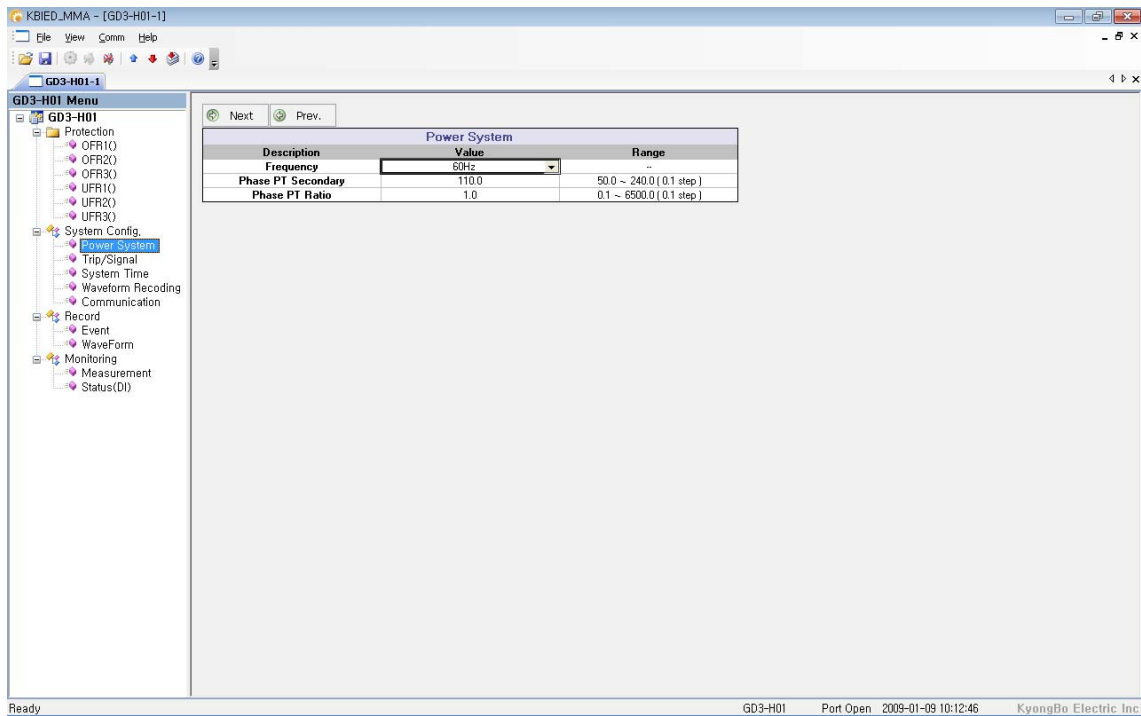 KBIED_MMA - [GD3-H01-1]
File View Comm Help
GD3-H01-1
GD3-H01 Menu
GD3-H01
Protection
OFR1()
OFR2()
OFR3()
UFR1()
UFR2()
UFR3()
System Config.
Power System
Trip/Signal
System Time
Waveform Recoding
Communication
Record
Event
WaveForm
Monitoring
Measurement
Status(DI)
Next Prev.
Power System
Description Value Range
Frequency 60Hz --
Phase PT Secondary 110.0 50.0 ~ 240.0 ( 0.1 step )
Phase PT Ratio 1.0 0.1 ~ 6500.0 ( 0.1 step )
Ready GD3-H01 Port Open 2009-01-09 10:12:46 KyongBo Electric Inc